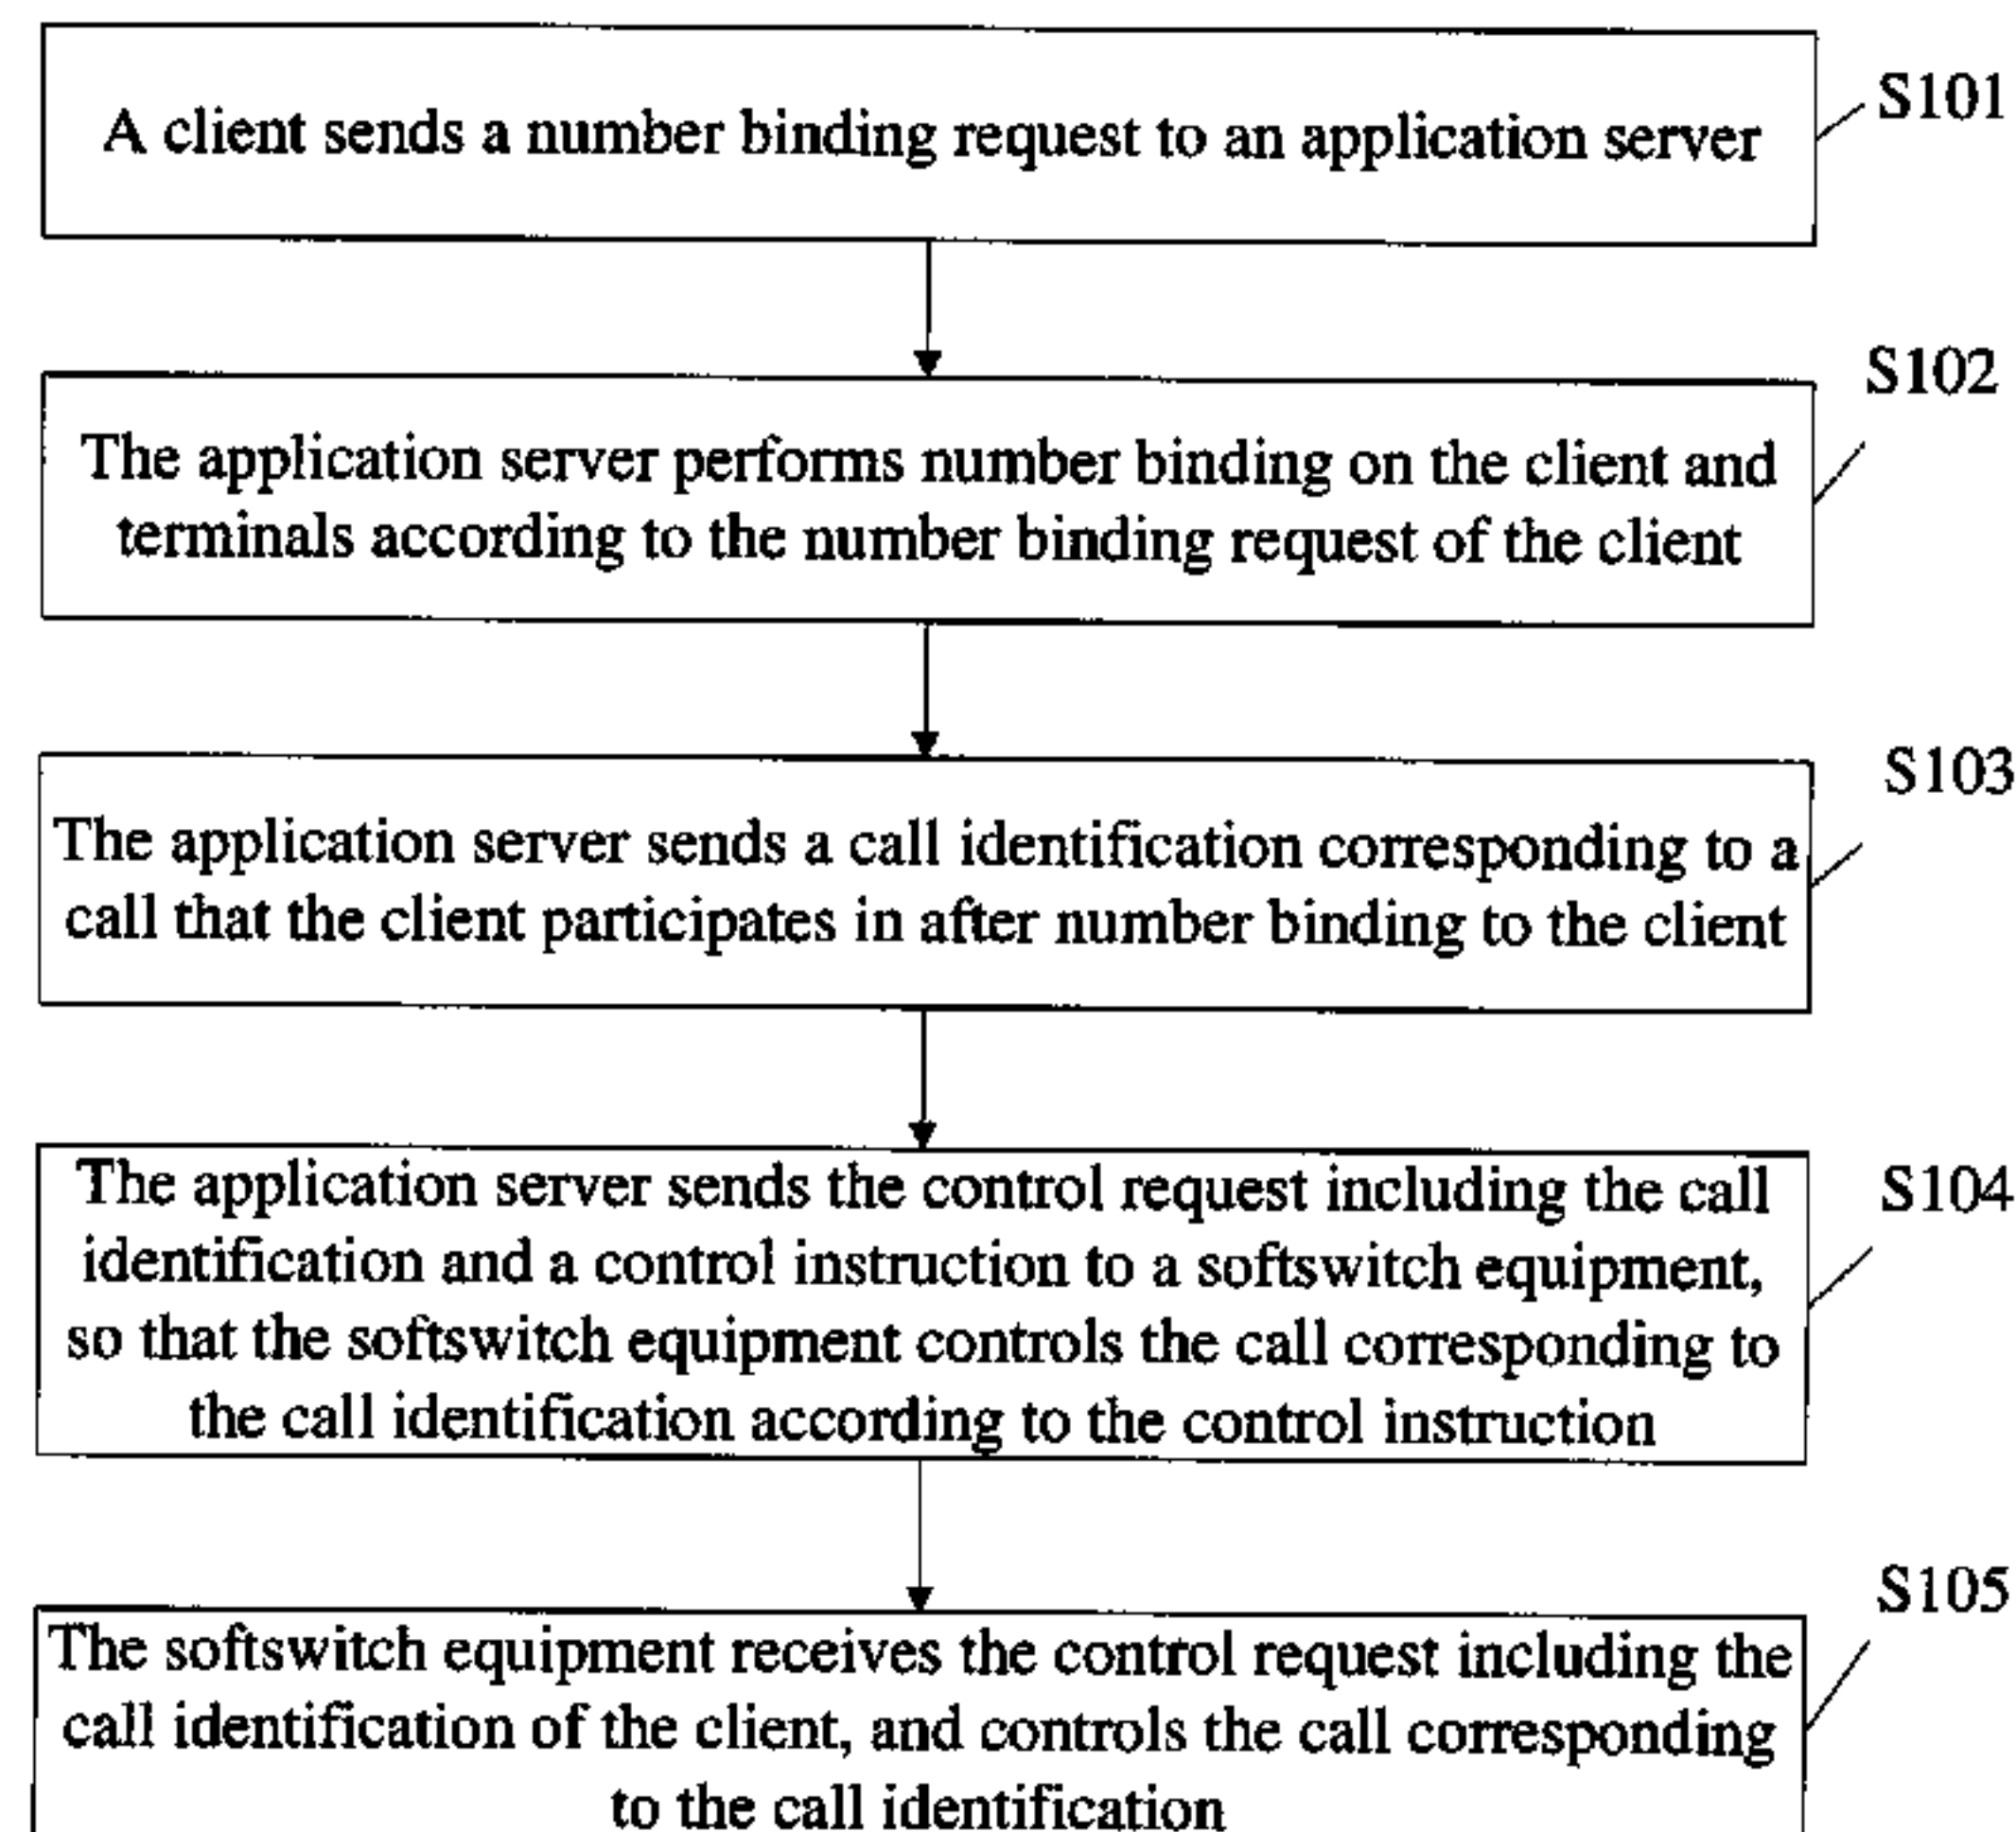 A client sends a number binding request to an application server
S101
S102
The application server performs number binding on the client and
terminals according to the number binding request of the client
S103
The application server sends a call identification corresponding to a
call that the client participates in after number binding to the client
The application server sends the control request including the call
S104
identification and a control instruction to a softswitch equipment,
so that the softswitch equipment controls the call corresponding to
the call identification according to the control instruction
S105
The softswitch equipment receives the control request including the
call identification of the client, and controls the call corresponding
to the call identification